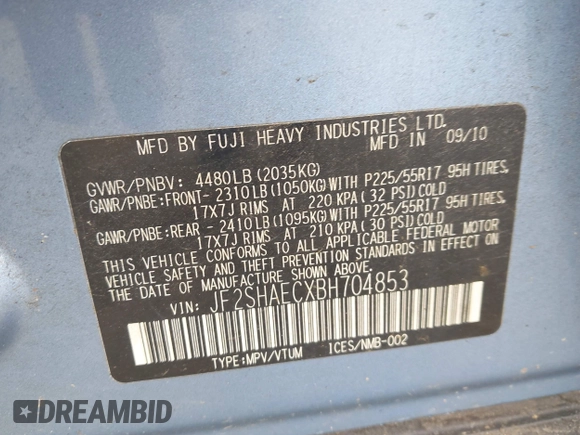 MFD BY FUJI HEAVY INDUSTRIES LTD.
MFD IN 09/10
GVWR/PNBV: 4480LB(2035KG)
GAWR/PNBE:FRONT- 2310LB(1050KG)WITH P225/55R17 95H TIRES,
17X7J RIMS AT 220 KPA(32 PSI)COLD
GAWR/PNBE:REAR - 2410LB(1095KG)WITH P225/55R17 95H TIRES,
17X7J RIMS AT 210 KPA(30 PSI)COLD
THIS VEHICLE CONFORMS TO ALL APPLICABLE FEDERAL MOTOR
VEHICLE SAFETY AND THEFT PREVENTION STANDARDS IN EFFECT ON
THE DATE OF MANUFACTURE SHOWN ABOVE.
VIN: JF2SHAECXBH704853
TYPE:MPV/VTUM ICES/NMB-002
DREAMBID